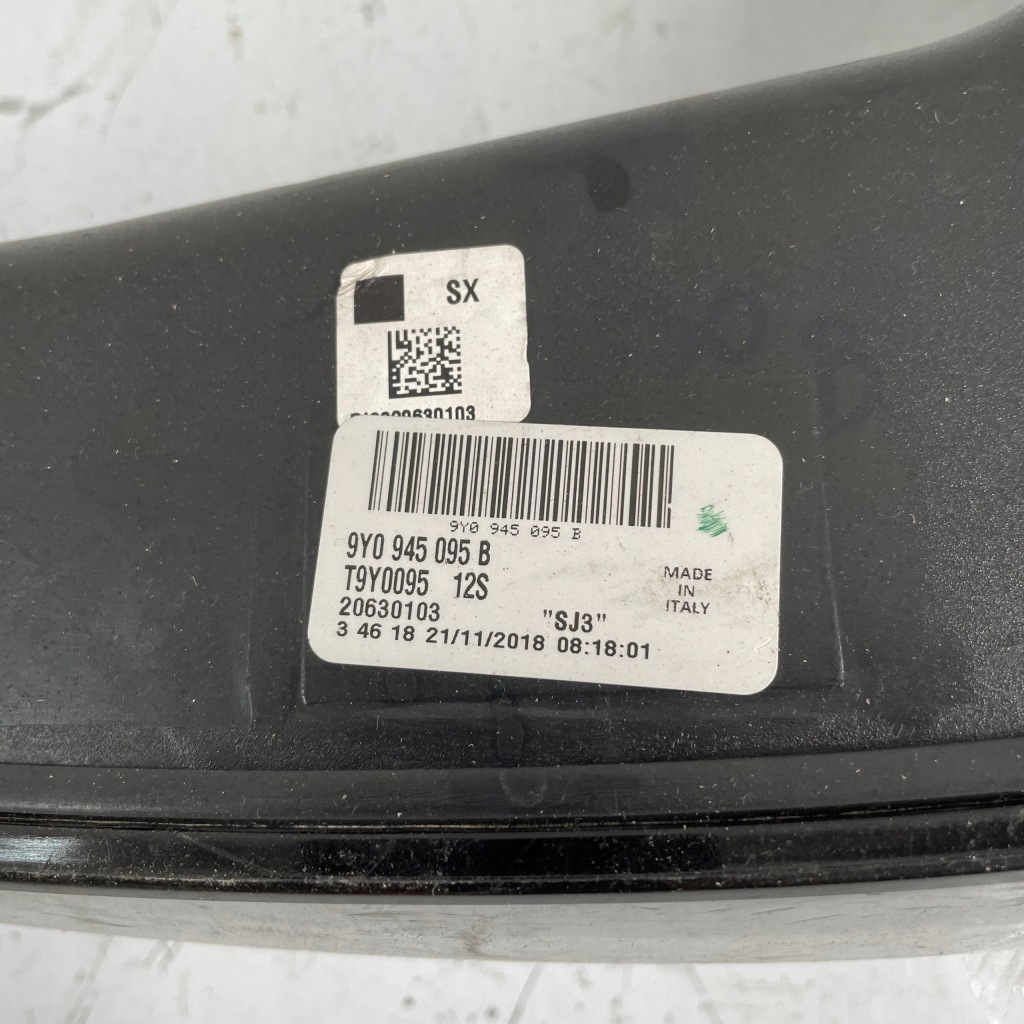 SX
0630103
9Y0 945 095 B
9Y0 945 095 B
T9Y0095 12S
20630103 "SJ3"
3 46 18 21/11/2018 08:18:01
MADE
IN
ITALY